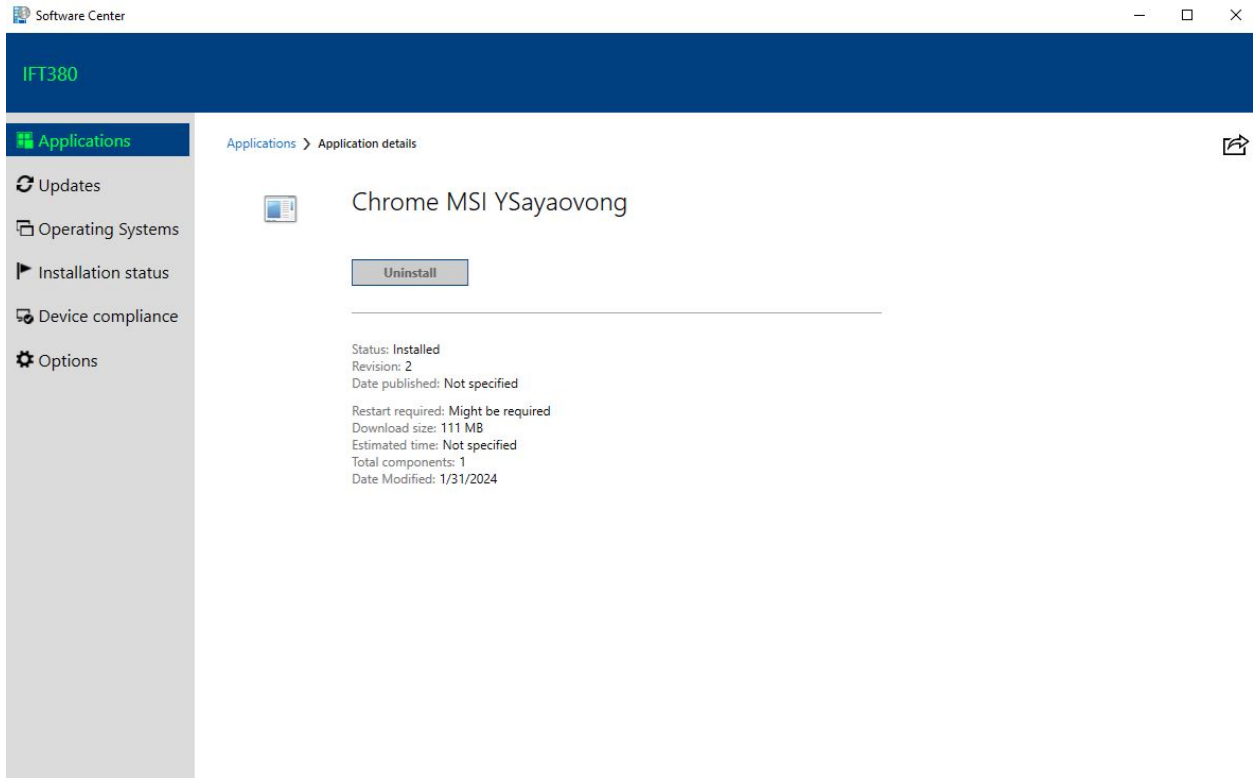 Software Center
IFT380
Applications
Updates
Operating Systems
Installation status
Device compliance
Options
Applications > Application details
Chrome MSI YSayaovong
Uninstall
Status: Installed
Revision: 2
Date published: Not specified
Restart required: Might be required
Download size: 111 MB
Estimated time: Not specified
Total components: 1
Date Modified: 1/31/2024